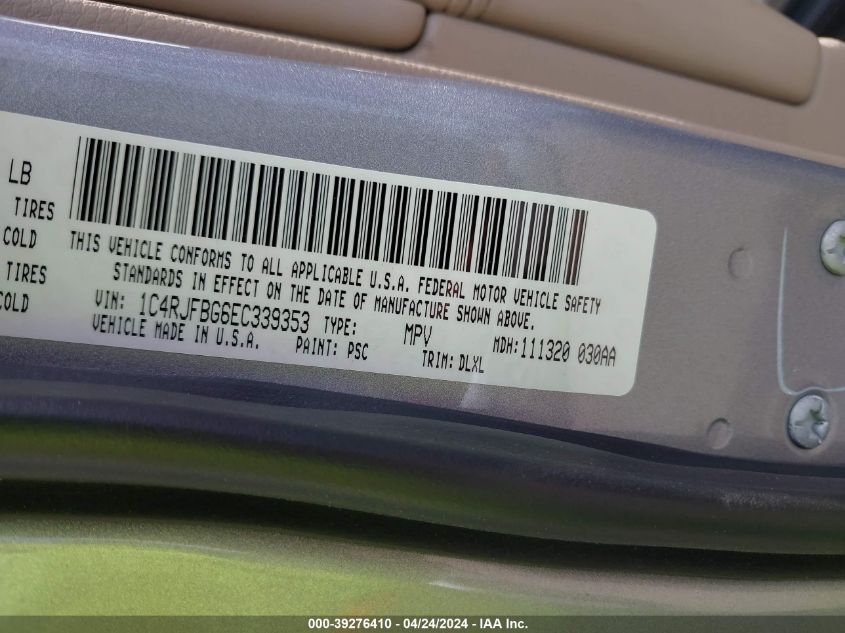 LB
TIRES
COLD
TIRES
COLD
THIS VEHICLE CONFORMS TO ALL APPLICABLE U.S.A. FEDERAL MOTOR VEHICLE SAFETY
STANDARDS IN EFFECT ON THE DATE OF MANUFACTURE SHOWN ABOVE.
VIN: 1C4RJFBG6EC339353 TYPE: MPV MDH:111320 030AA
VEHICLE MADE IN U.S.A. PAINT: PSC TRIM: DLXL
000-39276410 - 04/24/2024 - IAA Inc.